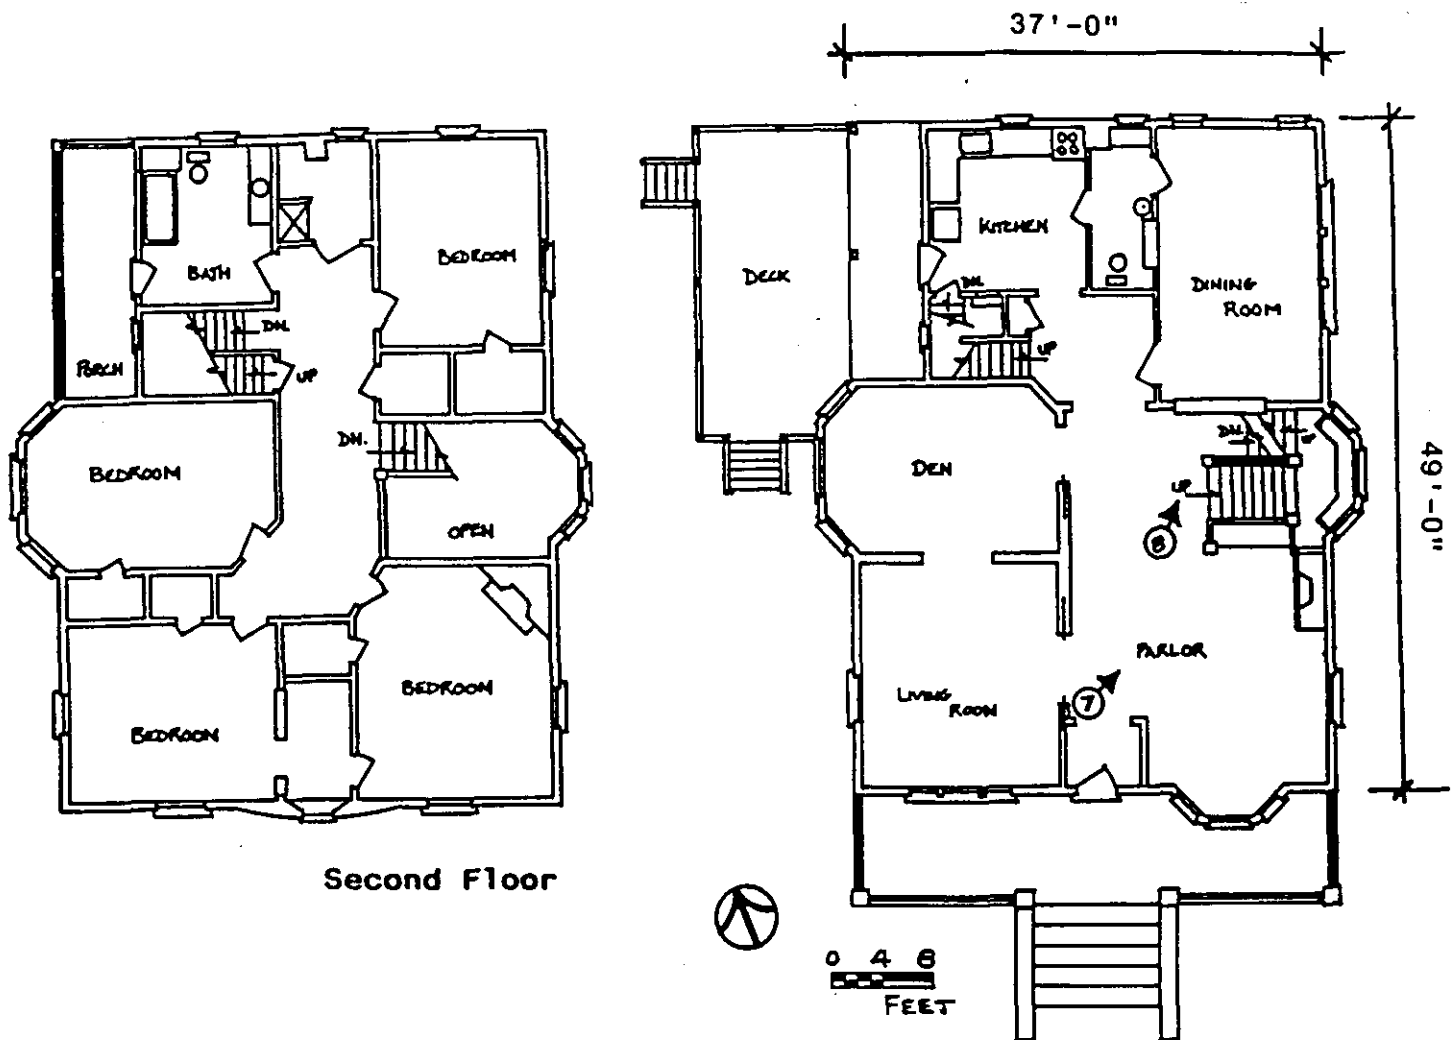 37'-0"
BATH
DN.
BEDROOM
UP
PORCH
DN.
BEDROOM
OPEN
BEDROOM
BEDROOM
Second Floor
KITCHEN
DECK
DN.
UP
DINING
ROOM
DEN
DN.
UP
8
49'-0"
PARLOR
LIVING
ROOM
7
0 4 8
FEET